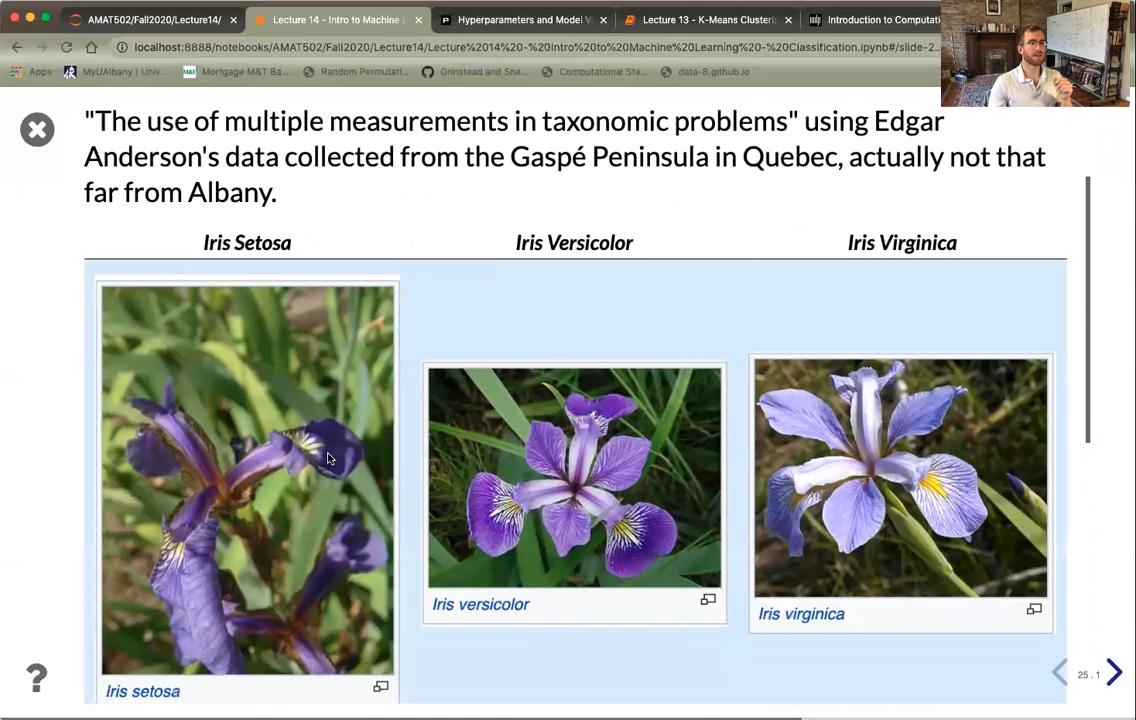 AMAT502/Fall2020/Lecture14/
Lecture 14 - Intro to Machine L
Hyperparameters and Model V
Lecture 13 - K-Means Clusteri
Introduction to Computati
localhost:8888/notebooks/AMAT502/Fall2020/Lecture14/Lecture%2014%20-%20Intro%20to%20Machine%20Learning%20-%20Classification.ipynb#/slide-2...
Apps
MyUAlbany | Univ...
M&T
Mortgage M&T Ba...
Random Permutati...
Grinstead and Sne...
Computational Sta...
data-8.github.io
"The use of multiple measurements in taxonomic problems" using Edgar
Anderson's data collected from the Gaspé Peninsula in Quebec, actually not that
far from Albany.
Iris Setosa
Iris Versicolor
Iris Virginica
Iris versicolor
Iris virginica
Iris setosa
?
25 . 1